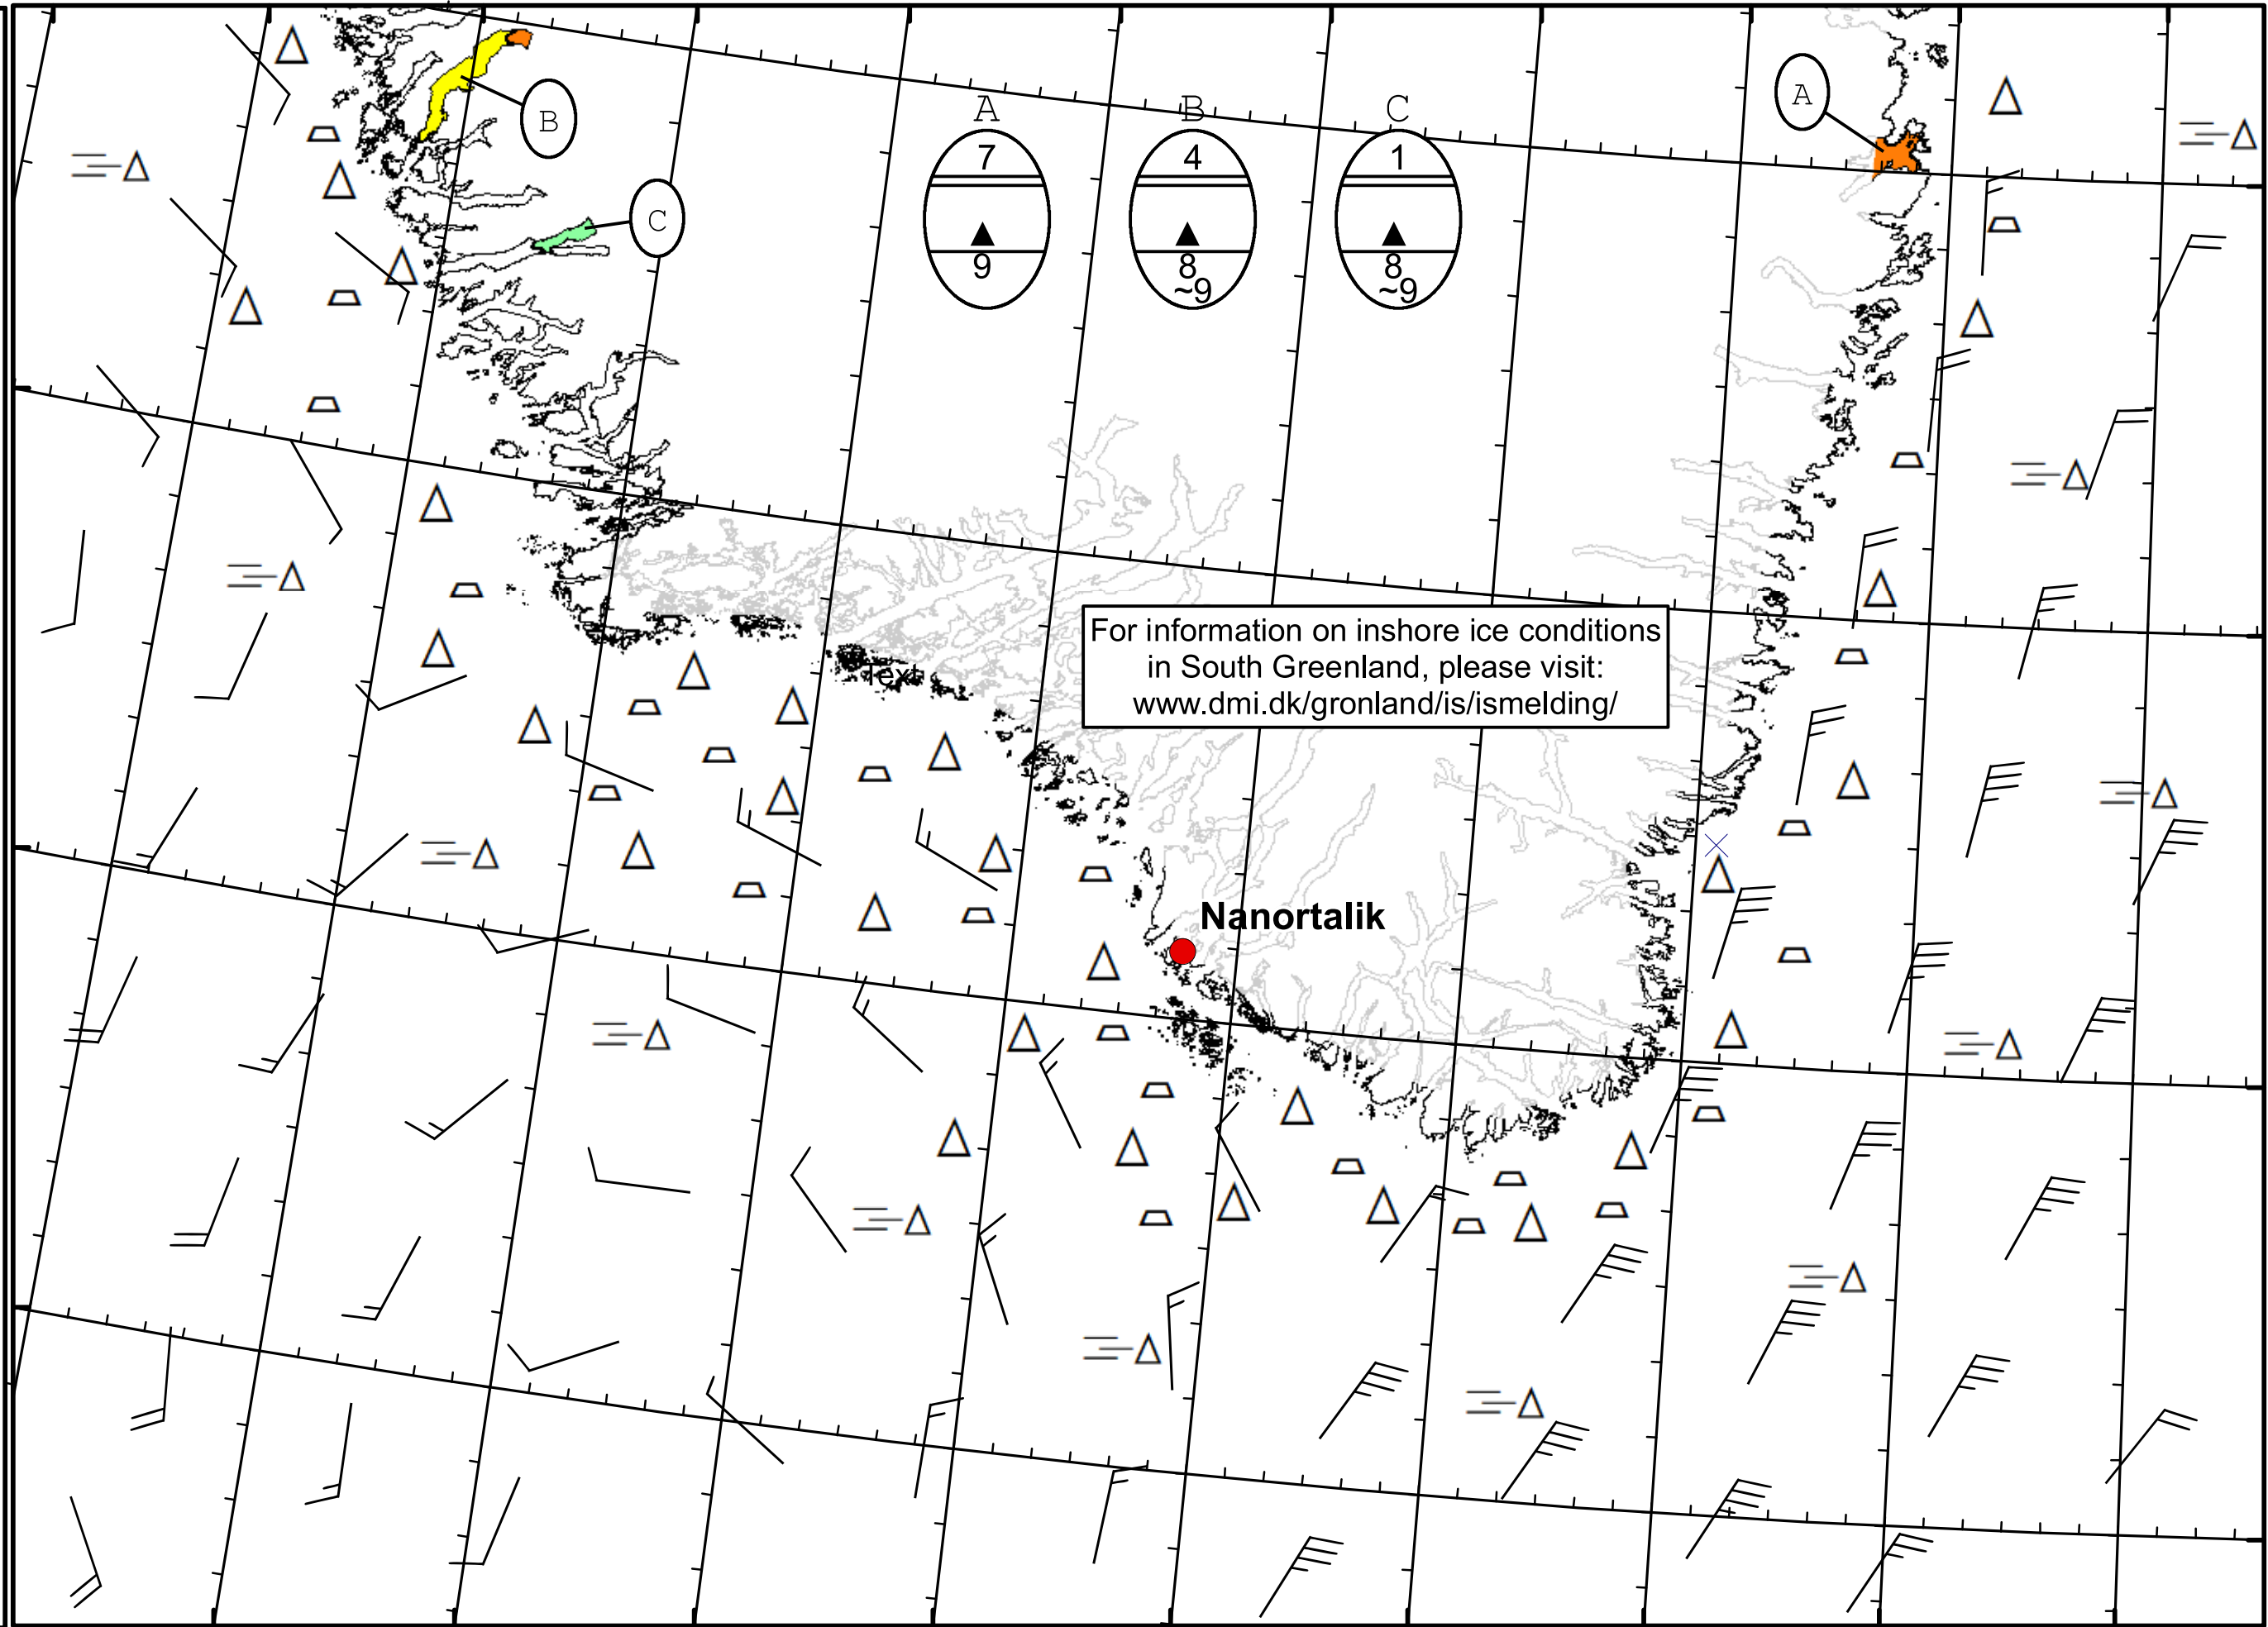 A
B
C
A
B
C
7
4
1
9
8
~9
8
~9
For information on inshore ice conditions
in South Greenland, please visit:
www.dmi.dk/gronland/is/ismelding/
Text
Nanortalik